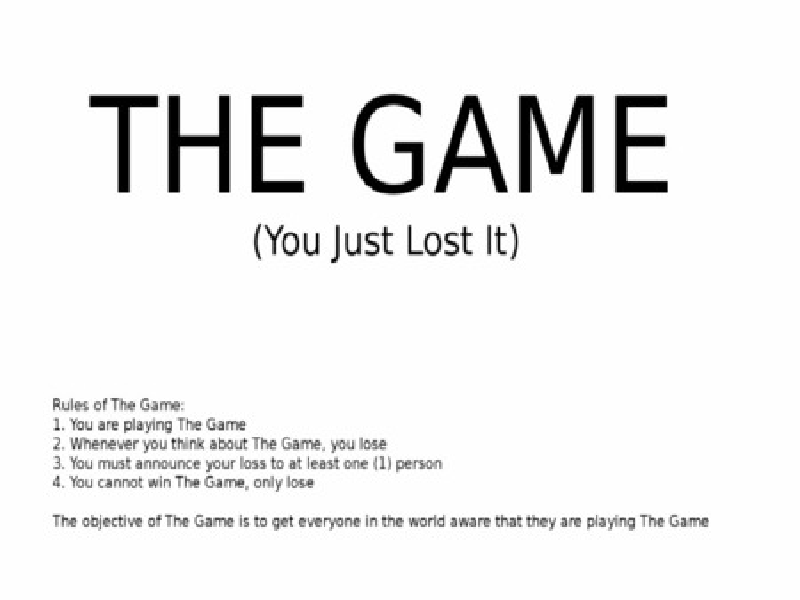 THE GAME
(You Just Lost It)
Rules of The Game:
1. You are playing The Game
2. Whenever you think about The Game, you lose
3. You must announce your loss to at least one (1) person
4. You cannot win The Game, only lose
The objective of The Game is to get everyone in the world aware that they are playing The Game